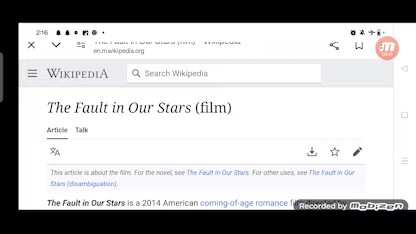 2:16
The Fault in Our Stars (film) - Wikipedia
en.m.wikipedia.org
WIKIPEDIA
Search Wikipedia
The Fault in Our Stars (film)
Article Talk
This article is about the film. For the novel, see The Fault in Our Stars. For other uses, see The Fault in Our
Stars (disambiguation).
The Fault in Our Stars is a 2014 American coming-of-age romance
Recorded by Mobizen